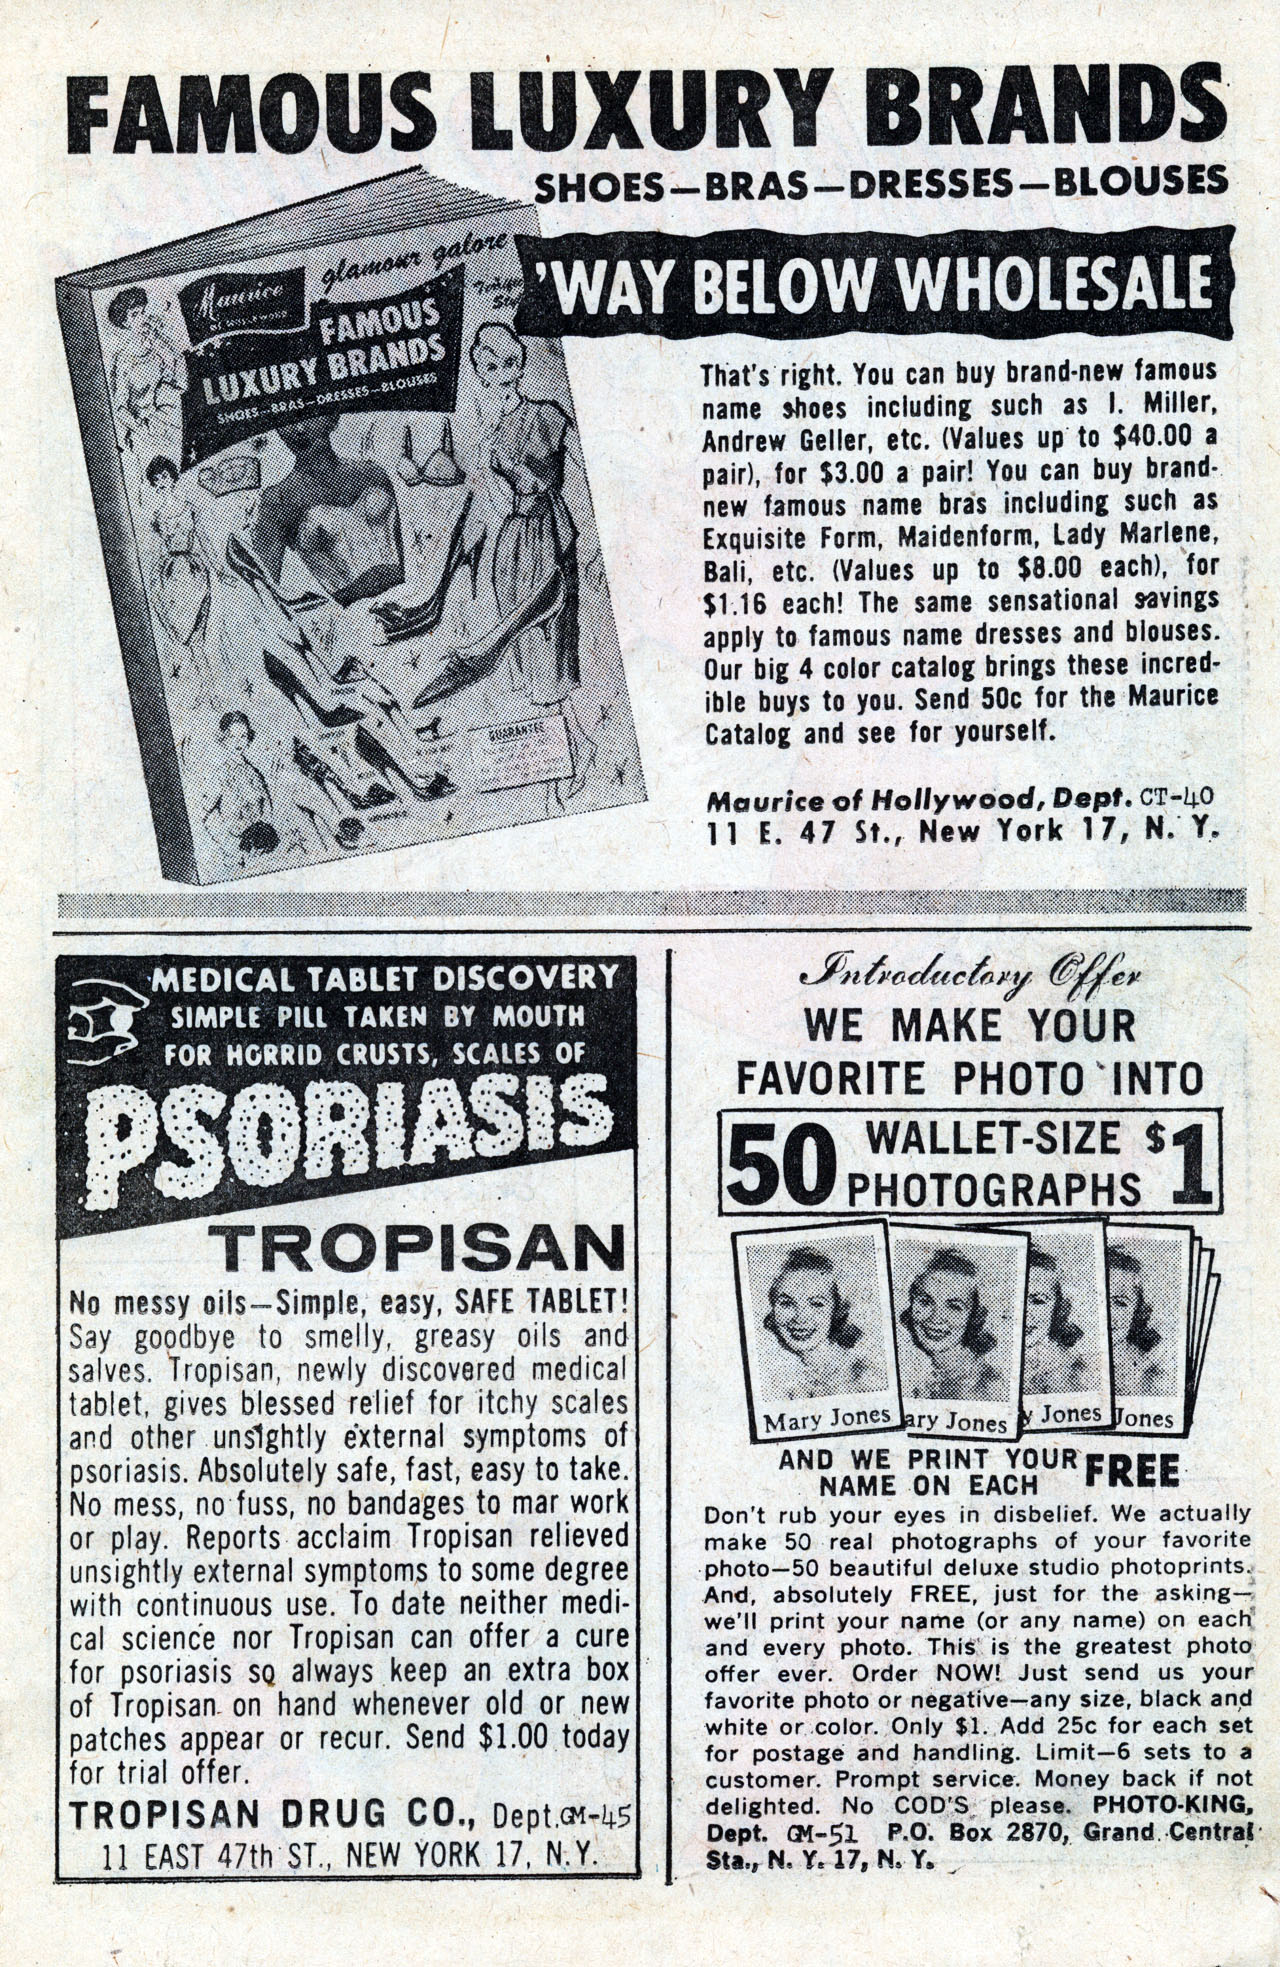 FAMOUS LUXURY BRANDS
SHOES—BRAS—DRESSES—BLOUSES
'WAY BELOW WHOLESALE
glamour galore
Maurice
OF HOLLYWOOD
FAMOUS
LUXURY BRANDS
SHOES—BRAS—DRESSES—BLOUSES
GUARANTEE
That's right. You can buy brand-new famous
name shoes including such as I. Miller,
Andrew Geller, etc. (Values up to $40.00 a
pair), for $3.00 a pair! You can buy brand-
new famous name bras including such as
Exquisite Form, Maidenform, Lady Marlene,
Bali, etc. (Values up to $8.00 each), for
$1.16 each! The same sensational savings
apply to famous name dresses and blouses.
Our big 4 color catalog brings these incred-
ible buys to you. Send 50c for the Maurice
Catalog and see for yourself.
Maurice of Hollywood, Dept. CT-40
11 E. 47 St., New York 17, N. Y.
MEDICAL TABLET DISCOVERY
SIMPLE PILL TAKEN BY MOUTH
FOR HORRID CRUSTS, SCALES OF
PSORIASIS
TROPISAN
No messy oils—Simple, easy, SAFE TABLET!
Say goodbye to smelly, greasy oils and
salves. Tropisan, newly discovered medical
tablet, gives blessed relief for itchy scales
and other unsightly external symptoms of
psoriasis. Absolutely safe, fast, easy to take.
No mess, no fuss, no bandages to mar work
or play. Reports acclaim Tropisan relieved
unsightly external symptoms to some degree
with continuous use. To date neither medi-
cal science nor Tropisan can offer a cure
for psoriasis so always keep an extra box
of Tropisan on hand whenever old or new
patches appear or recur. Send $1.00 today
for trial offer.
TROPISAN DRUG CO., Dept. GM-45
11 EAST 47th ST., NEW YORK 17, N.Y.
Introductory Offer
WE MAKE YOUR
FAVORITE PHOTO INTO
50 WALLET-SIZE PHOTOGRAPHS $1
Mary Jones ary Jones y Jones Jones
AND WE PRINT YOUR
NAME ON EACH FREE
Don't rub your eyes in disbelief. We actually
make 50 real photographs of your favorite
photo—50 beautiful deluxe studio photoprints.
And, absolutely FREE, just for the asking—
we'll print your name (or any name) on each
and every photo. This is the greatest photo
offer ever. Order NOW! Just send us your
favorite photo or negative—any size, black and
white or color. Only $1. Add 25c for each set
for postage and handling. Limit—6 sets to a
customer. Prompt service. Money back if not
delighted. No COD'S please. PHOTO-KING,
Dept. GM-51 P.O. Box 2870, Grand Central
Sta., N. Y. 17, N. Y.